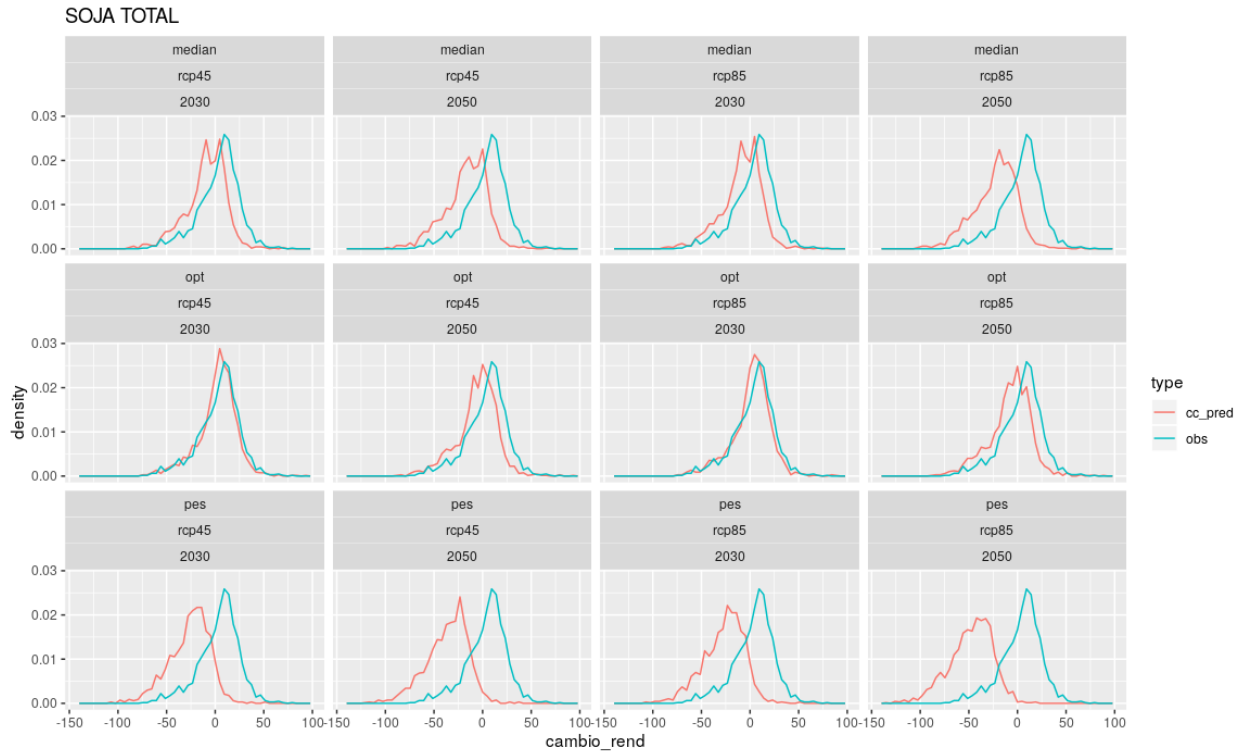 SOJA TOTAL
median median median median
rcp45 rcp45 rcp85 rcp85
2030 2050 2030 2050
0.03
0.02
0.01
0.00
opt opt opt opt
rcp45 rcp45 rcp85 rcp85
2030 2050 2030 2050
0.03
0.02
0.01
0.00
pes pes pes pes
rcp45 rcp45 rcp85 rcp85
2030 2050 2030 2050
0.03
0.02
0.01
0.00
-150 -100 -50 0 50 100 -150 -100 -50 0 50 100 -150 -100 -50 0 50 100 -150 -100 -50 0 50 100
cambio_rend
density
type
cc_pred
obs